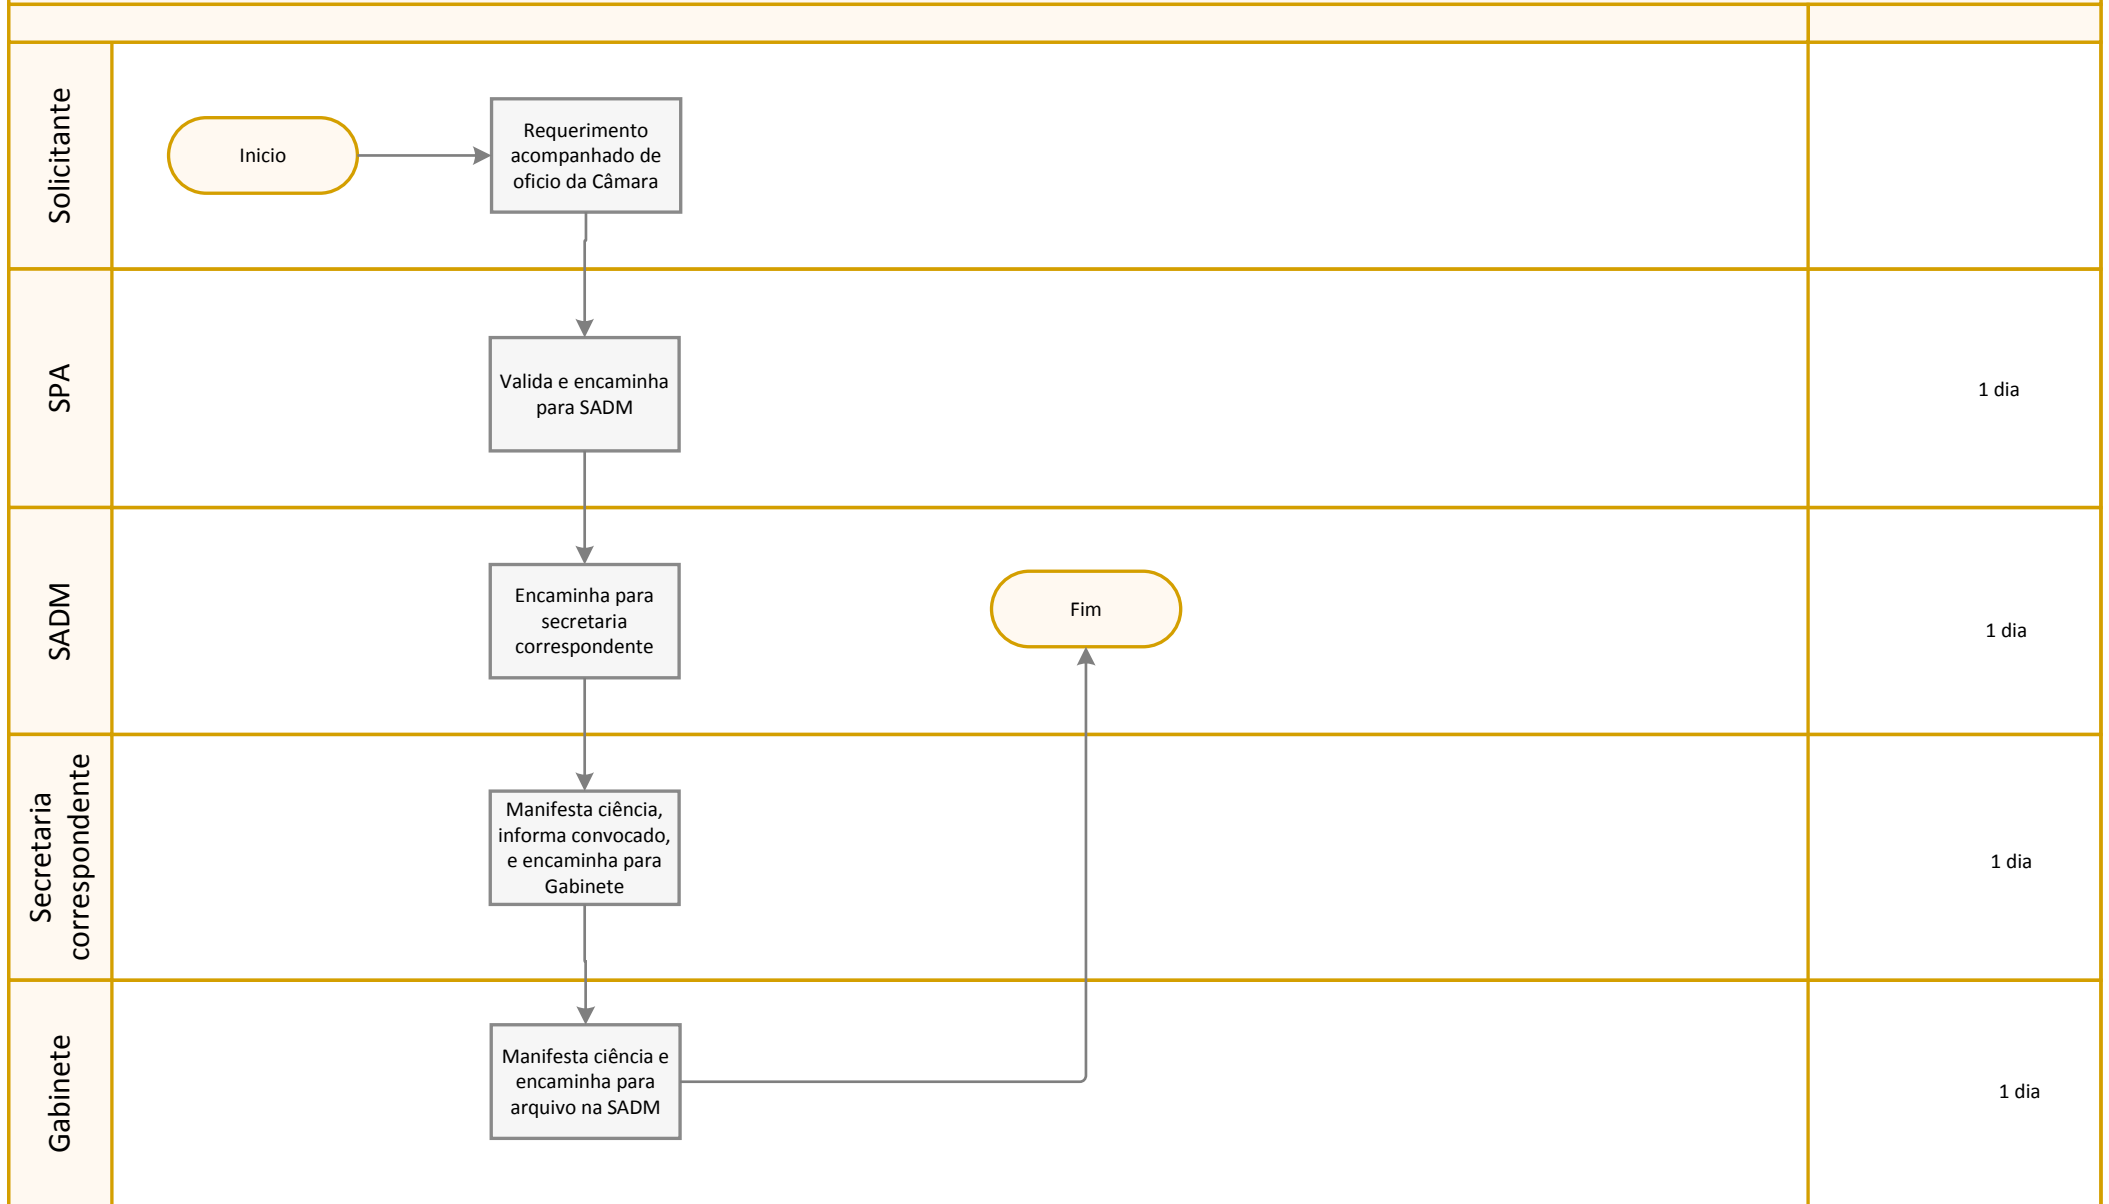 Solicitante
Inicio
Requerimento
acompanhado de
oficio da Câmara
SPA
Valida e encaminha
para SADM
1 dia
SADM
Encaminha para
secretaria
correspondente
Fim
1 dia
Secretaria
correspondente
Manifesta ciência,
informa convocado,
e encaminha para
Gabinete
1 dia
Gabinete
Manifesta ciência e
encaminha para
arquivo na SADM
1 dia